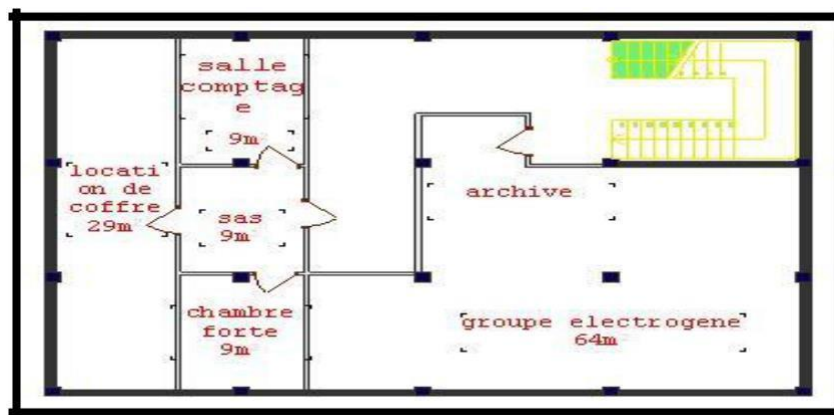 salle
comptag
e
9m
locati
on de
coffre
29m
sas
9m
archive
chambre
forte
9m
groupe electrogene
64m